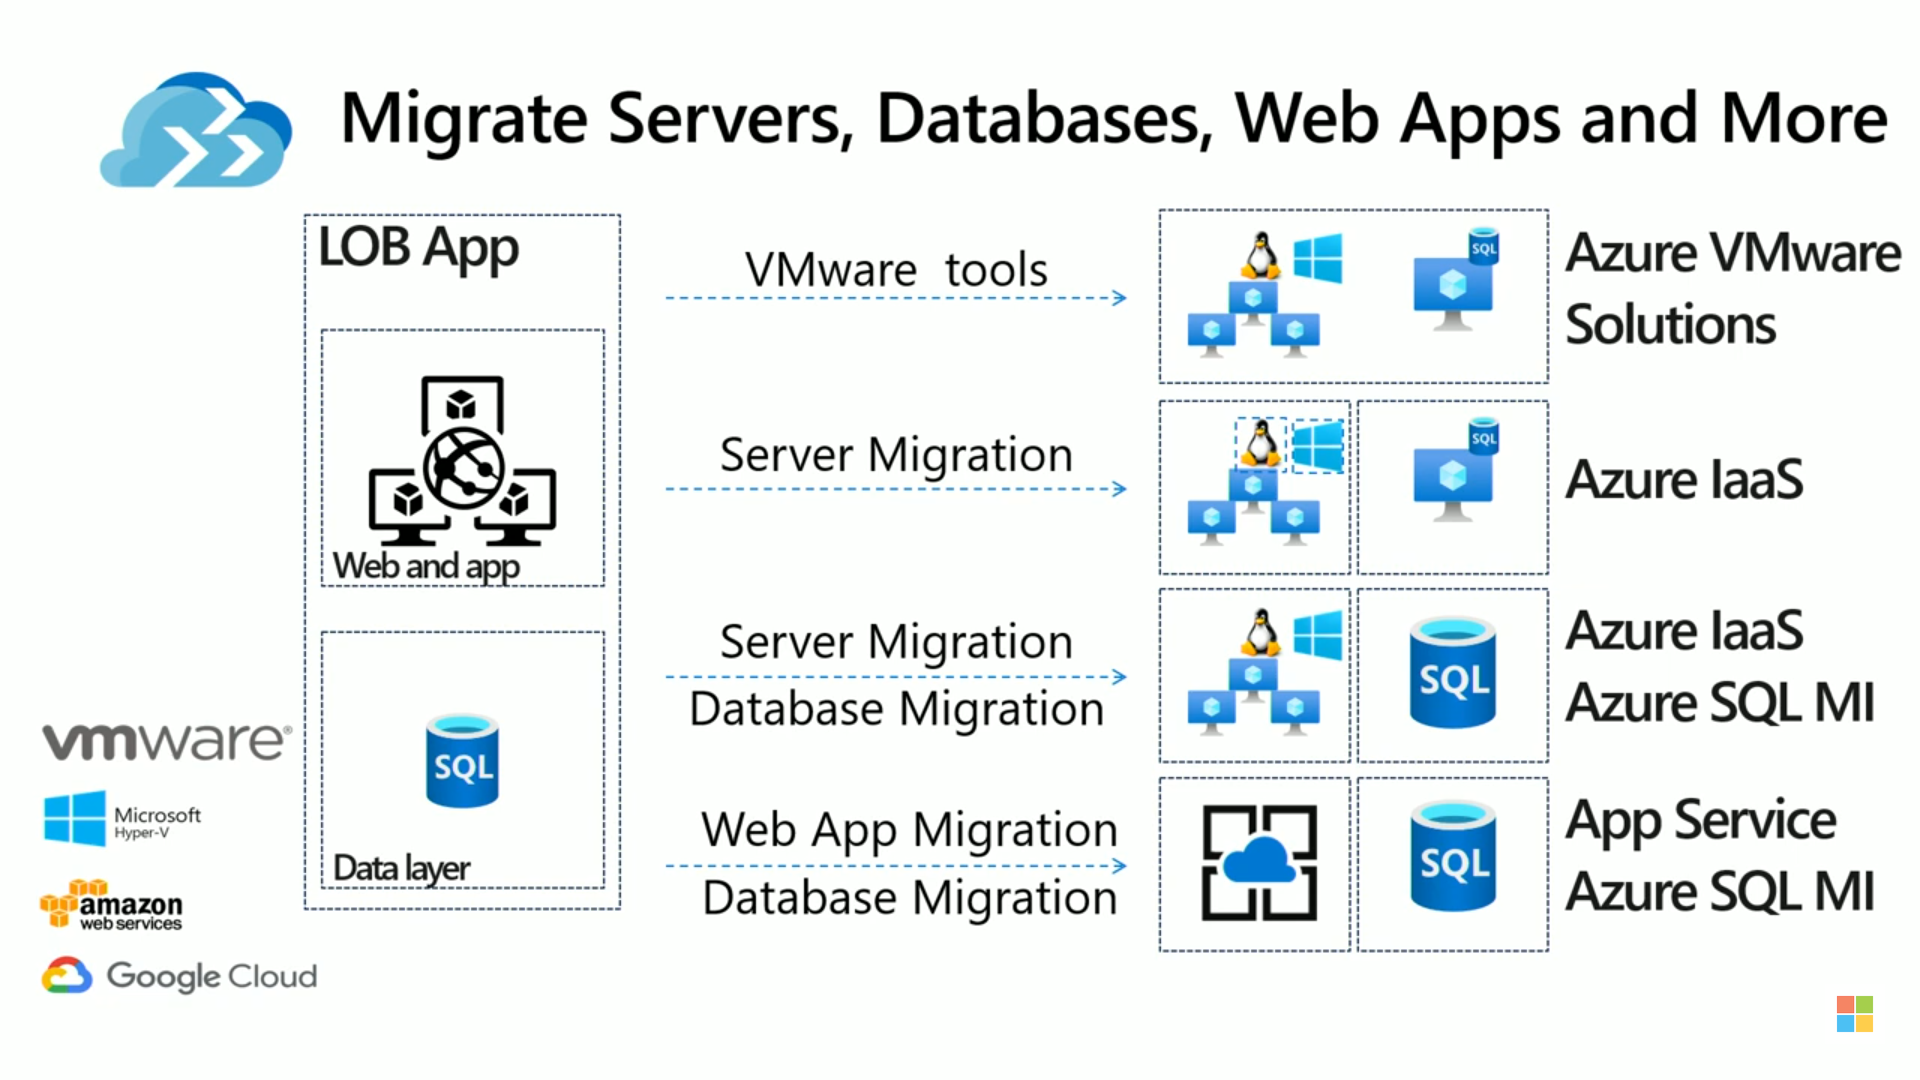 Migrate Servers, Databases, Web Apps and More
LOB App
Web and app
SQL
Data layer
vmware®
Microsoft
Hyper-V
amazon
web services
Google Cloud
VMware tools
Server Migration
Server Migration
Database Migration
Web App Migration
Database Migration
SQL
Azure VMware
Solutions
SQL
Azure IaaS
SQL
Azure IaaS
Azure SQL MI
SQL
App Service
Azure SQL MI